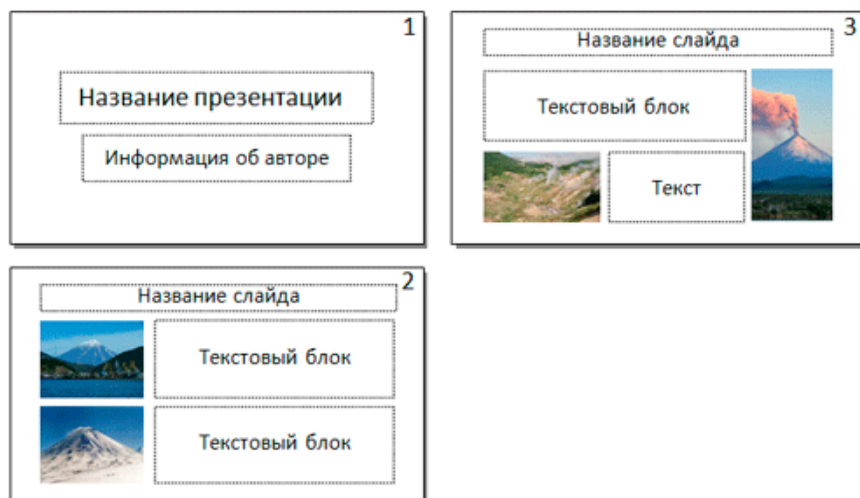 1
Название презентации
Информация об авторе
2
Название слайда
Текстовый блок
Текстовый блок
3
Название слайда
Текстовый блок
Текст